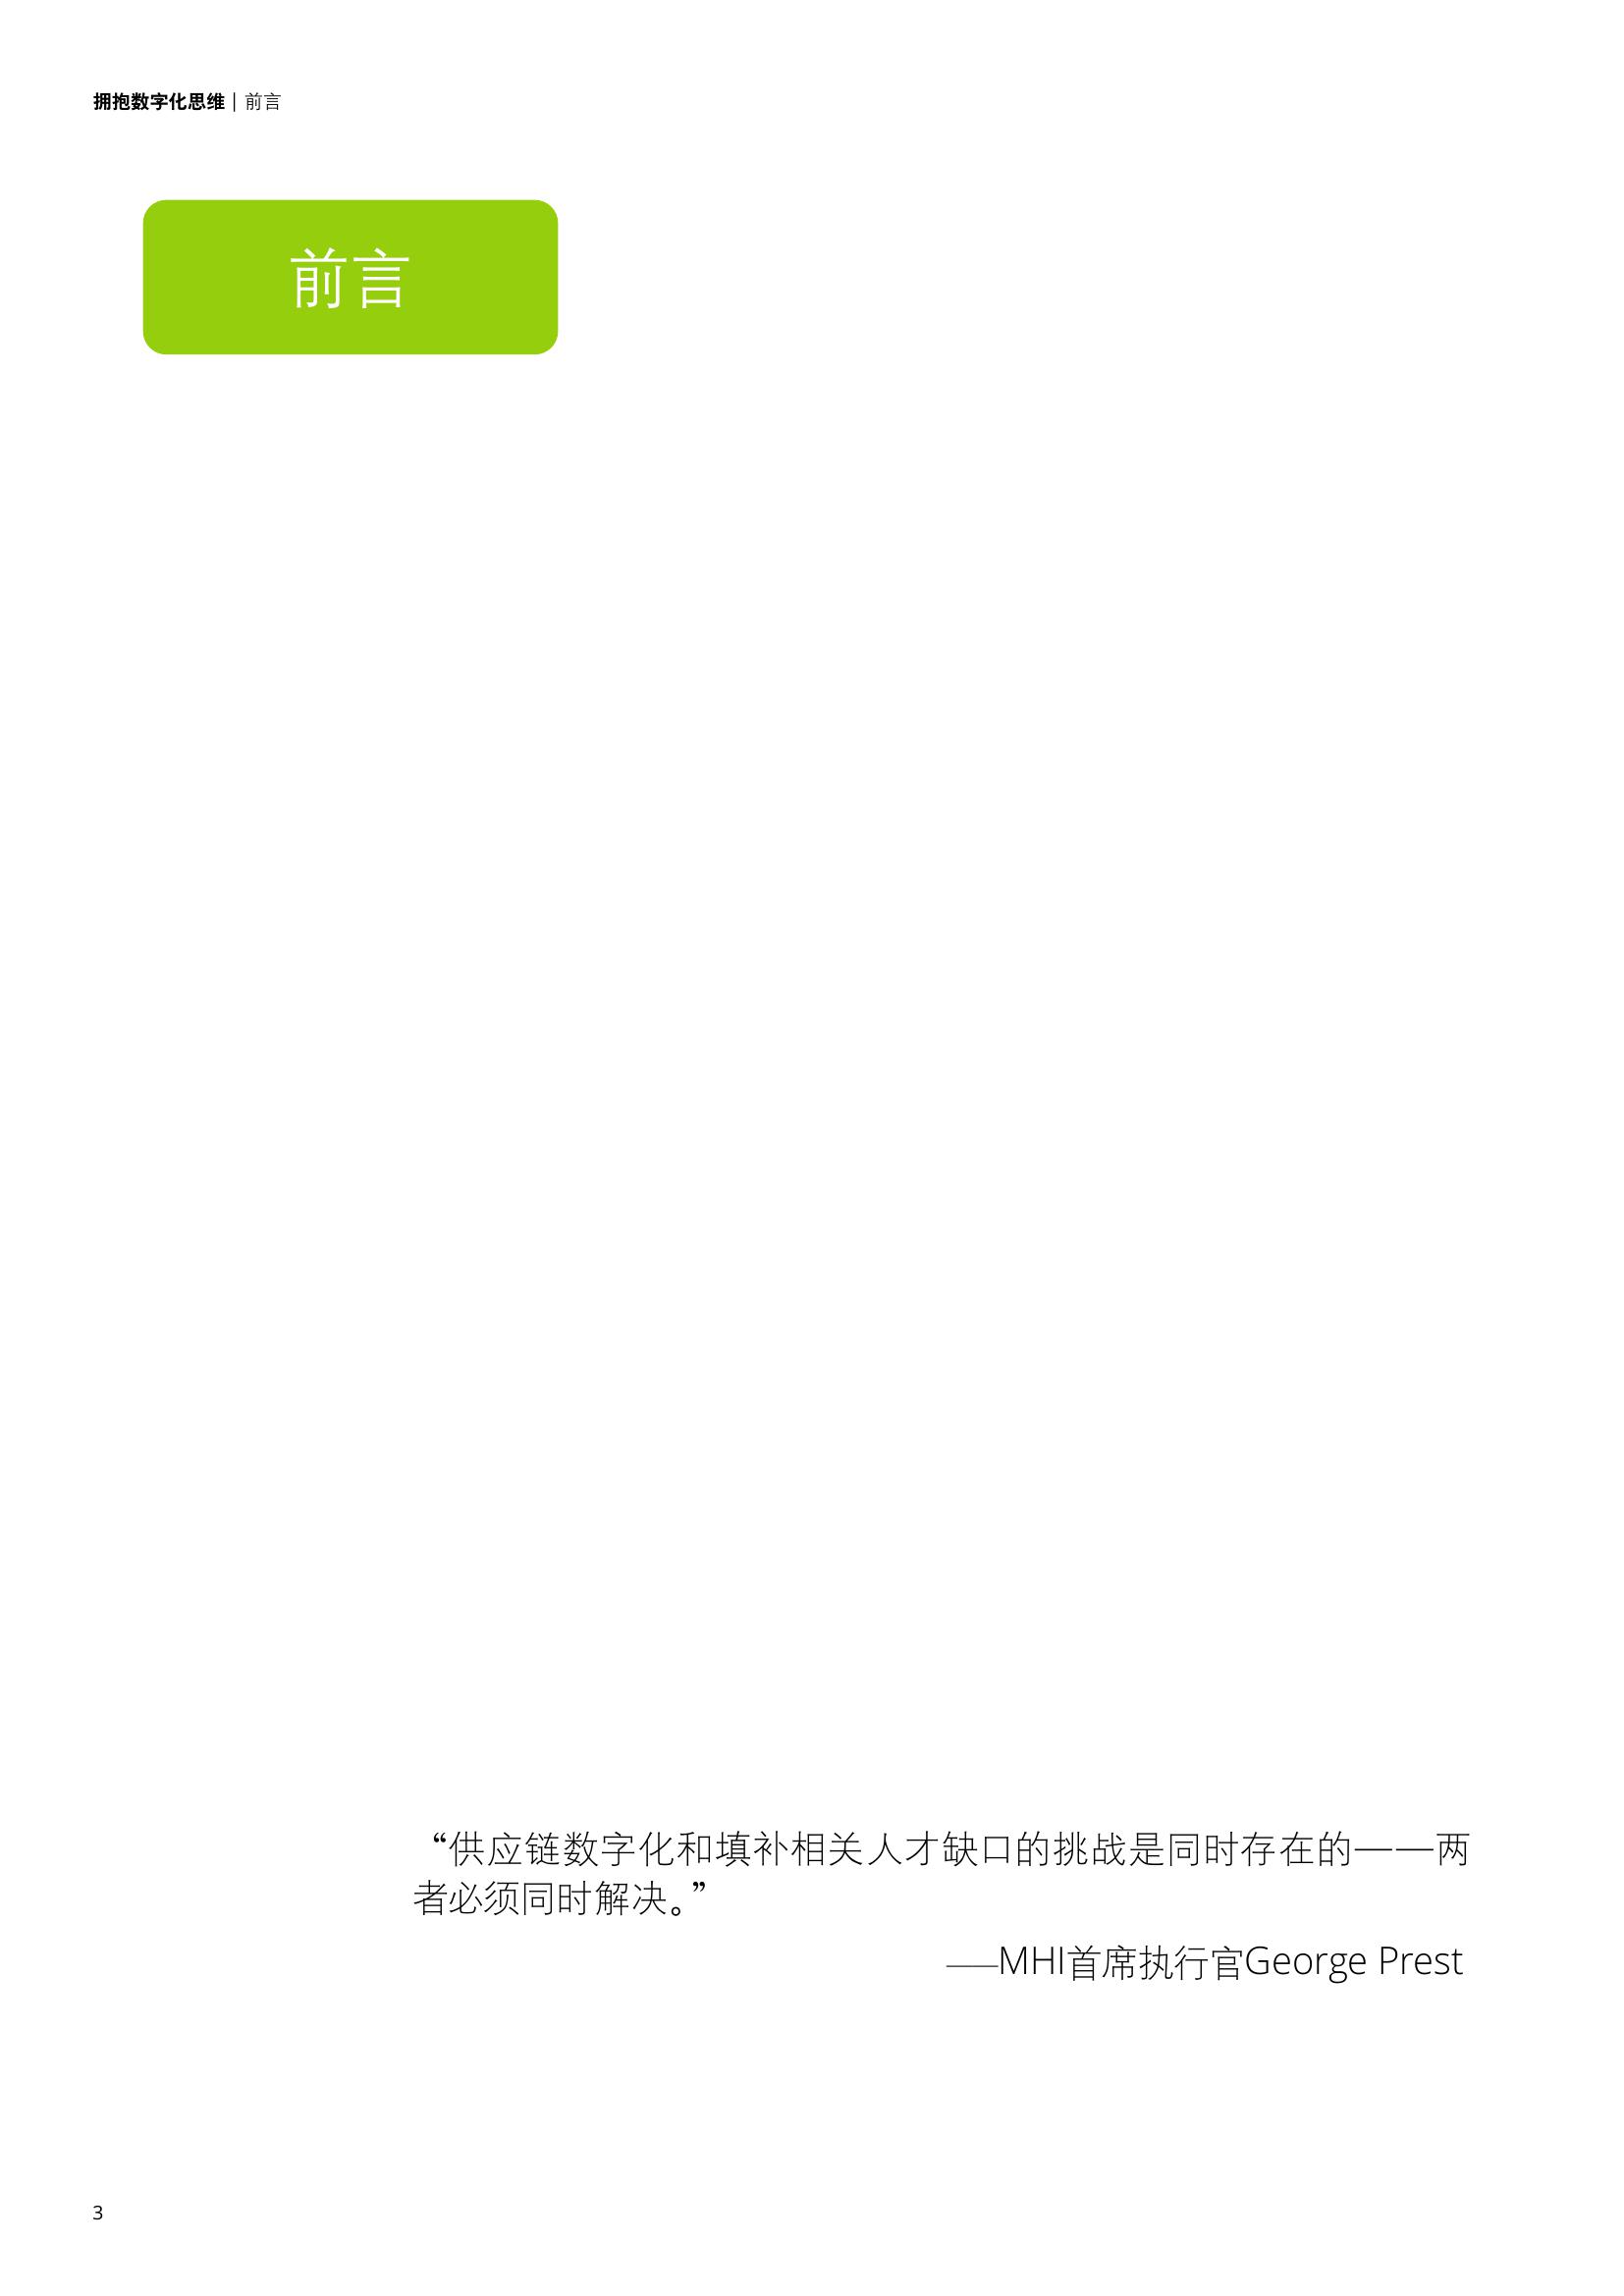 拥抱数字化思维 | 前言
前言
“供应链数字化和填补相关人才缺口的挑战是同时存在的——两
者必须同时解决。”
——MHI首席执行官George Prest
3